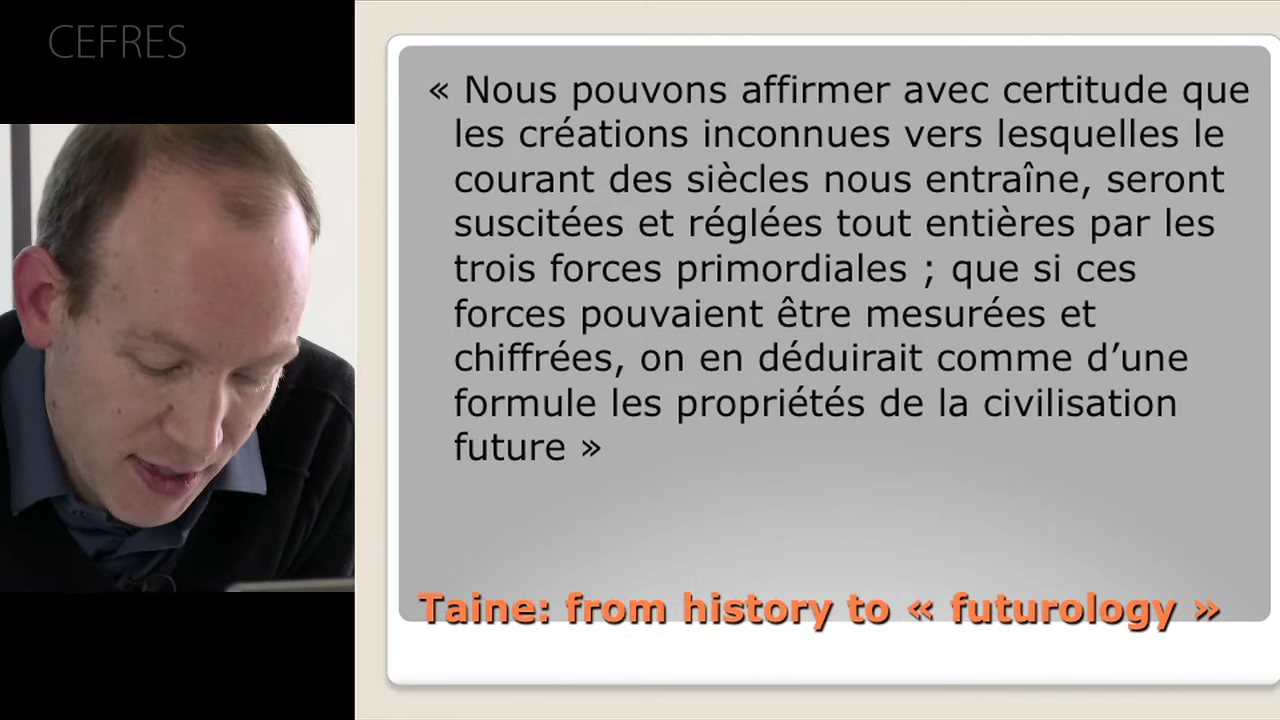 CEFRES
« Nous pouvons affirmer avec certitude que
les créations inconnues vers lesquelles le
courant des siècles nous entraîne, seront
suscitées et réglées tout entières par les
trois forces primordiales ; que si ces
forces pouvaient être mesurées et
chiffrées, on en déduirait comme d’une
formule les propriétés de la civilisation
future »
Taine: from history to « futurology »